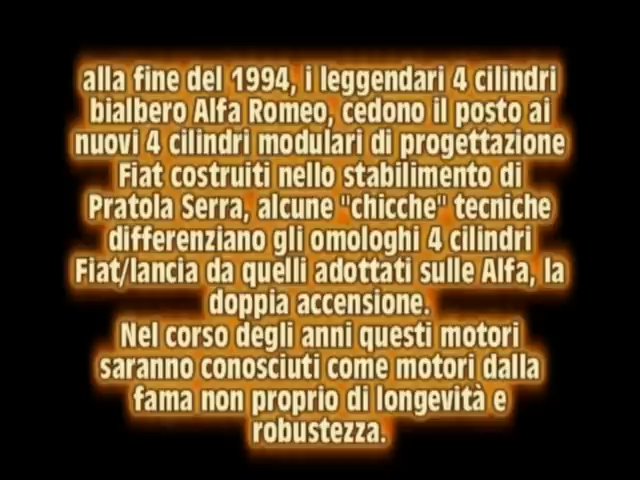 alla fine del 1994, i leggendari 4 cilindri
bialbero Alfa Romeo, cedono il posto ai
nuovi 4 cilindri modulari di progettazione
Fiat costruiti nello stabilimento di
Pratola Serra, alcune "chicche" tecniche
differenziano gli omologhi 4 cilindri
Fiat/lancia da quelli adottati sulle Alfa, la
doppia accensione.
Nel corso degli anni questi motori
saranno conosciuti come motori dalla
fama non proprio di longevità e
robustezza.